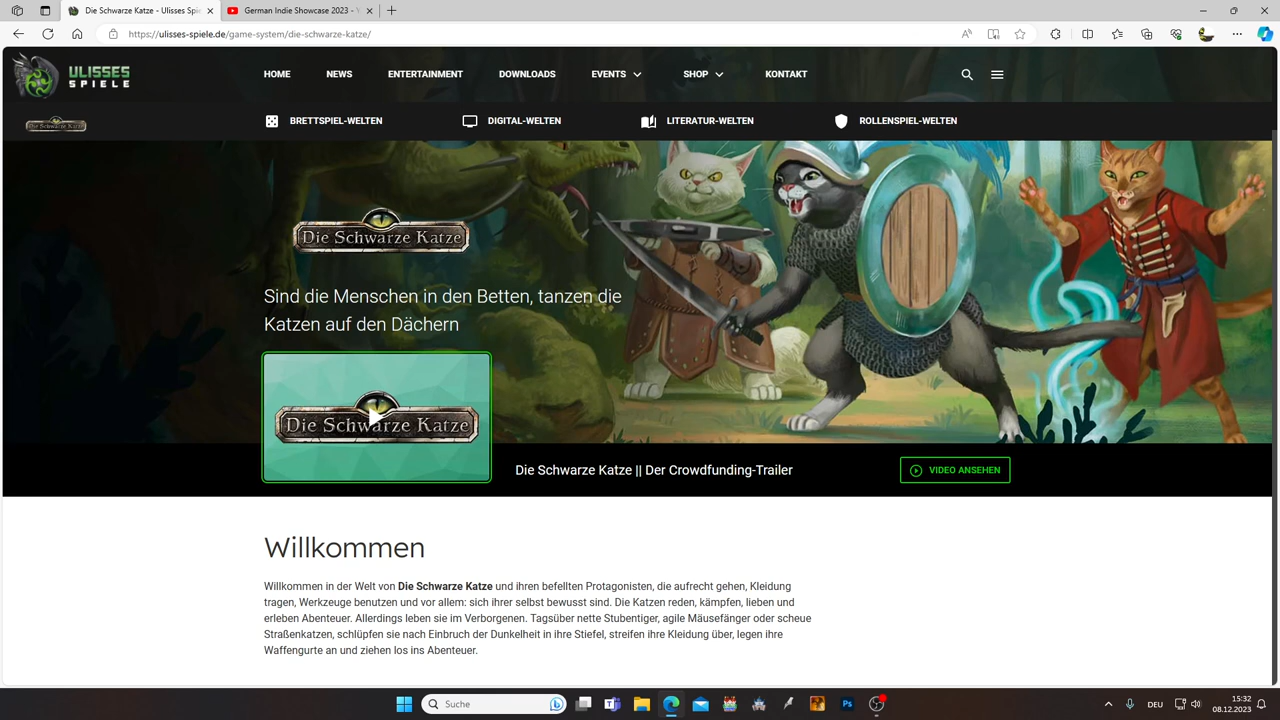 Die Schwarze Katze - Ulisses Spie
German Indie Showcase 2023 - Y
https://ulisses-spiele.de/game-system/die-schwarze-katze/
ULISSES
SPIELE
HOME
NEWS
ENTERTAINMENT
DOWNLOADS
EVENTS
SHOP
KONTAKT
Die Schwarze Katze
BRETTSPIEL-WELTEN
DIGITAL-WELTEN
LITERATUR-WELTEN
ROLLENSPIEL-WELTEN
Die Schwarze Katze
Sind die Menschen in den Betten, tanzen die
Katzen auf den Dächern
Die Schwarze Katze
Die Schwarze Katze || Der Crowdfunding-Trailer
VIDEO ANSEHEN
Willkommen
Willkommen in der Welt von Die Schwarze Katze und ihren befellten Protagonisten, die aufrecht gehen, Kleidung
tragen, Werkzeuge benutzen und vor allem: sich ihrer selbst bewusst sind. Die Katzen reden, kämpfen, lieben und
erleben Abenteuer. Allerdings leben sie im Verborgenen. Tagsüber nette Stubentiger, agile Mäusefänger oder scheue
Straßenkatzen, schlüpfen sie nach Einbruch der Dunkelheit in ihre Stiefel, streifen ihre Kleidung über, legen ihre
Waffengurte an und ziehen los ins Abenteuer.
Suche
DEU
15:32
08.12.2023